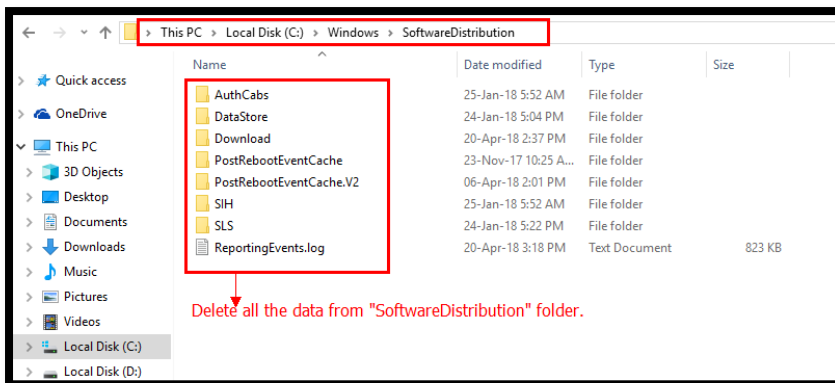 This PC > Local Disk (C:) > Windows > SoftwareDistribution
Name Date modified Type Size
Quick access
OneDrive
This PC
3D Objects
Desktop
Documents
Downloads
Music
Pictures
Videos
Local Disk (C:)
Local Disk (D:)
AuthCabs 25-Jan-18 5:52 AM File folder
DataStore 24-Jan-18 5:04 PM File folder
Download 20-Apr-18 2:37 PM File folder
PostRebootEventCache 23-Nov-17 10:25 A... File folder
PostRebootEventCache.V2 06-Apr-18 2:01 PM File folder
SIH 25-Jan-18 5:52 AM File folder
SLS 24-Jan-18 5:22 PM File folder
ReportingEvents.log 20-Apr-18 3:18 PM Text Document 823 KB
Delete all the data from "SoftwareDistribution" folder.